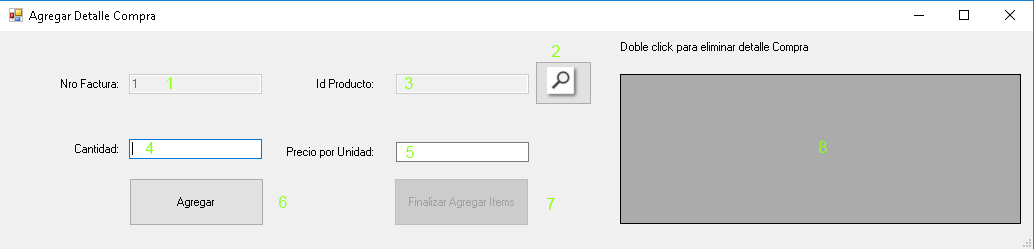 Agregar Detalle Compra
Doble click para eliminar detalle Compra
2
Nro Factura: 1 1
Id Producto: 3
Cantidad: 4
Precio por Unidad: 5
8
Agregar 6
Finalizar Agregar Items 7